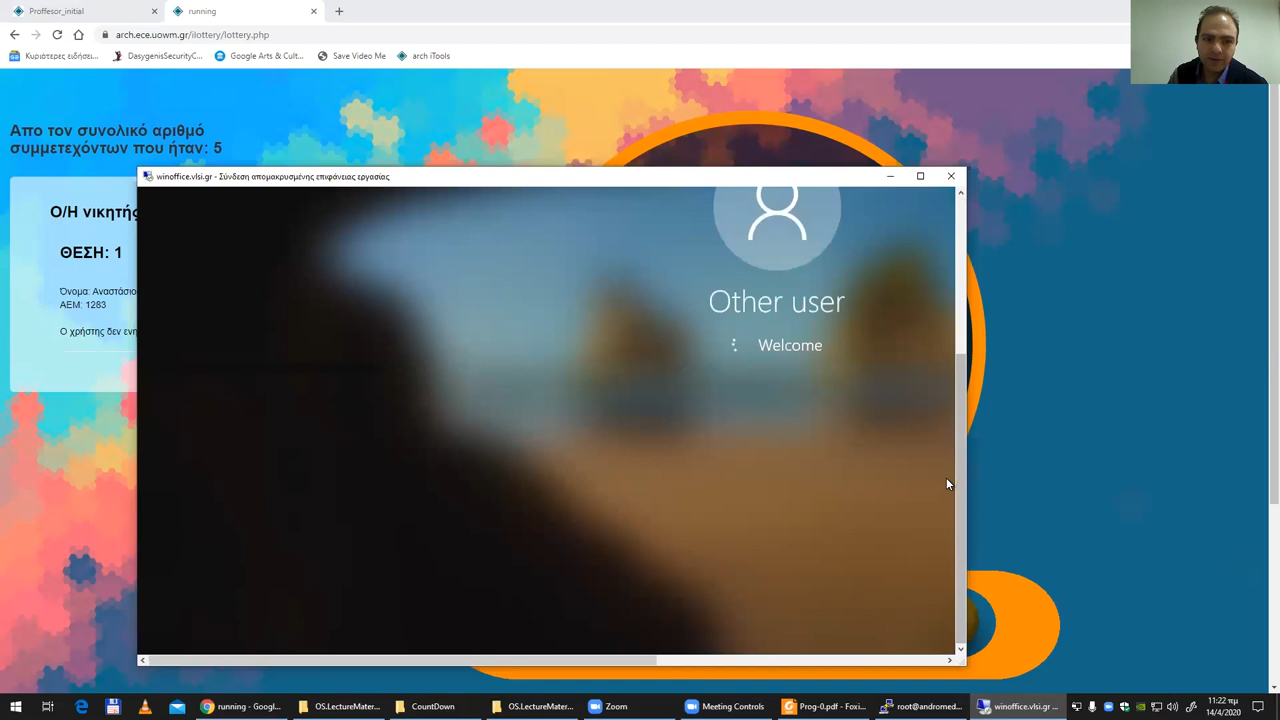 Proffesor_initial
running
arch.ece.uowm.gr/ilottery/lottery.php
Κυριότερες ειδήσει...
DasygenisSecurityC...
Google Arts & Cult...
Save Video Me
arch iTools
Απο τον συνολικό αριθμό
συμμετεχόντων που ήταν: 5
winoffice.vlsi.gr - Σύνδεση απομακρυσμένης επιφάνειας εργασίας
Ο/Η νικητής
ΘΕΣΗ: 1
Όνομα: Αναστάσιο
ΑΕΜ: 1283
Ο χρήστης δεν ενη
Other user
Welcome
running - Googl...
OS.LectureMater...
CountDown
OS.LectureMater...
Zoom
Meeting Controls
Prog-0.pdf - Foxi...
root@andromed...
winoffice.vlsi.gr ...
11:22 πμ
14/4/2020